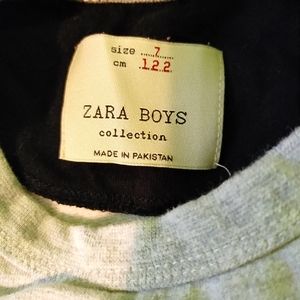 size 7
cm 122
ZARA BOYS
collection
MADE IN PAKISTAN